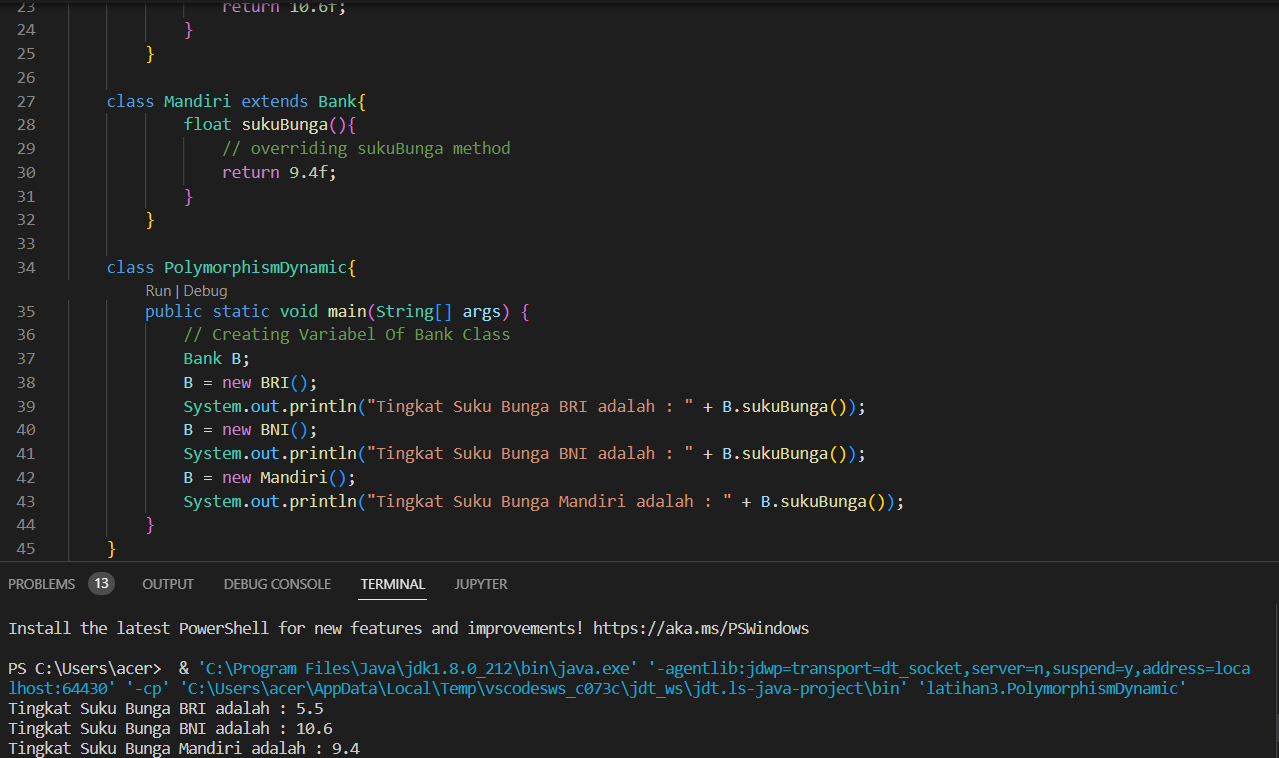 23 return 10.6f;
24 }
25 }
26
27 class Mandiri extends Bank{
28 float sukuBunga(){
29 // overriding sukuBunga method
30 return 9.4f;
31 }
32 }
33
34 class PolymorphismDynamic{
Run | Debug
35 public static void main(String[] args) {
36 // Creating Variabel Of Bank Class
37 Bank B;
38 B = new BRI();
39 System.out.println("Tingkat Suku Bunga BRI adalah : " + B.sukuBunga());
40 B = new BNI();
41 System.out.println("Tingkat Suku Bunga BNI adalah : " + B.sukuBunga());
42 B = new Mandiri();
43 System.out.println("Tingkat Suku Bunga Mandiri adalah : " + B.sukuBunga());
44 }
45 }
PROBLEMS 13 OUTPUT DEBUG CONSOLE TERMINAL JUPYTER
Install the latest PowerShell for new features and improvements! https://aka.ms/PSWindows
PS C:\Users\acer> & 'C:\Program Files\Java\jdk1.8.0_212\bin\java.exe' '-agentlib:jdwp=transport=dt_socket,server=n,suspend=y,address=loca
lhost:64430' '-cp' 'C:\Users\acer\AppData\Local\Temp\vscodesws_c073c\jdt_ws\jdt.ls-java-project\bin' 'latihan3.PolymorphismDynamic'
Tingkat Suku Bunga BRI adalah : 5.5
Tingkat Suku Bunga BNI adalah : 10.6
Tingkat Suku Bunga Mandiri adalah : 9.4